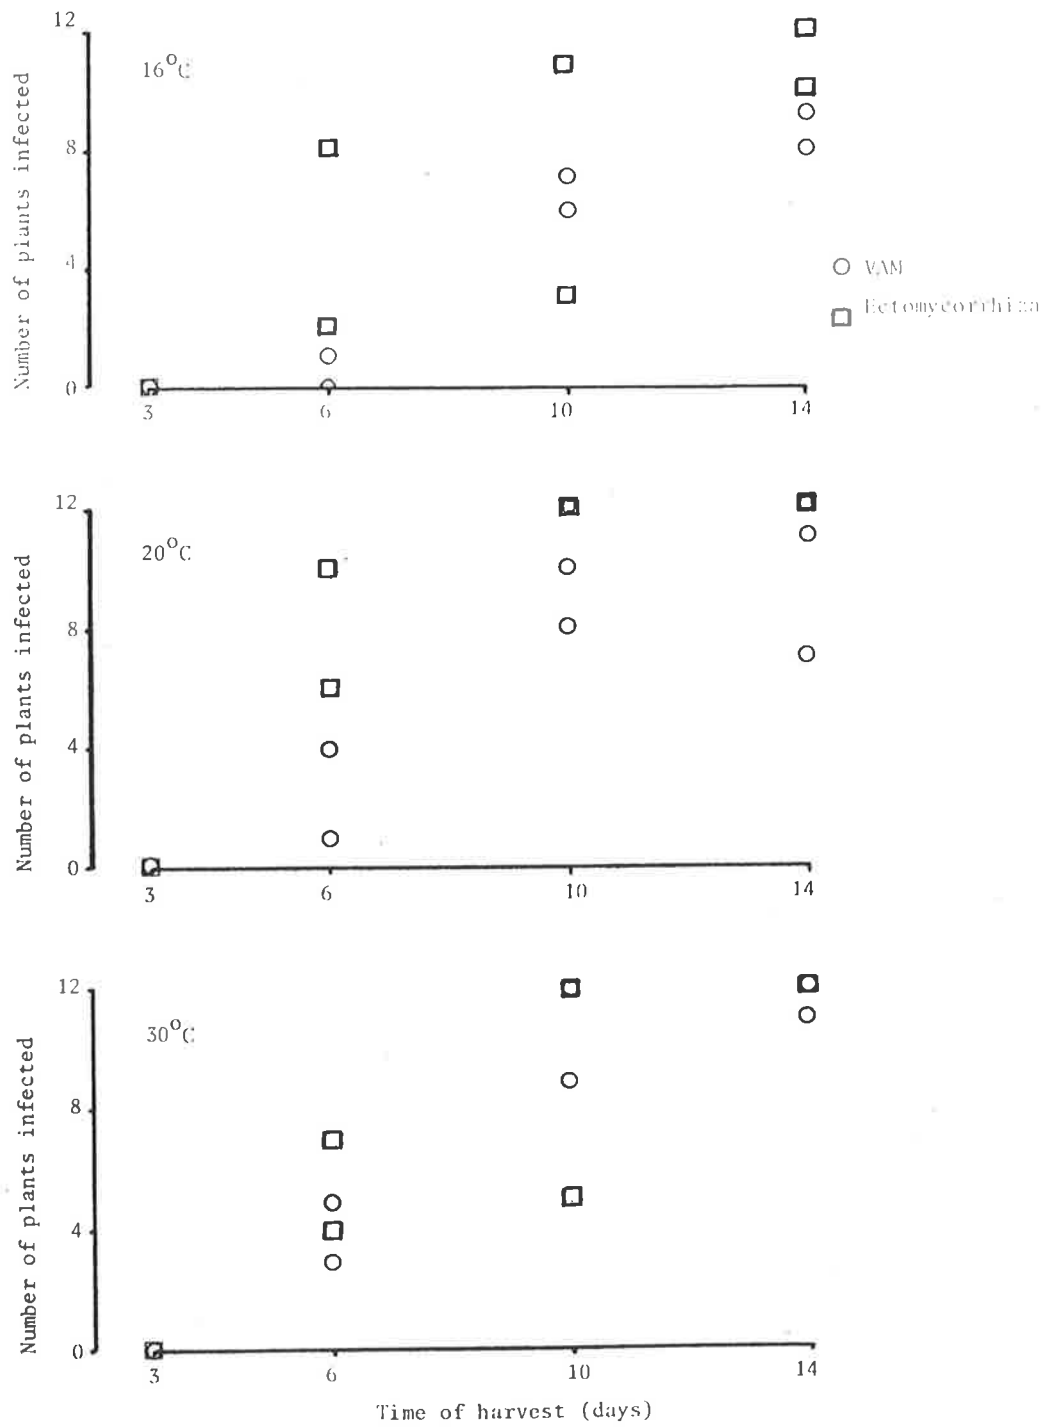 12
16°C
8
4
0
Number of plants infected
3 6 10 14
VAM
Ectomycorrhiza
12
20°C
8
4
0
Number of plants infected
3 6 10 14
12
30°C
8
4
0
Number of plants infected
3 6 10 14
Time of harvest (days)